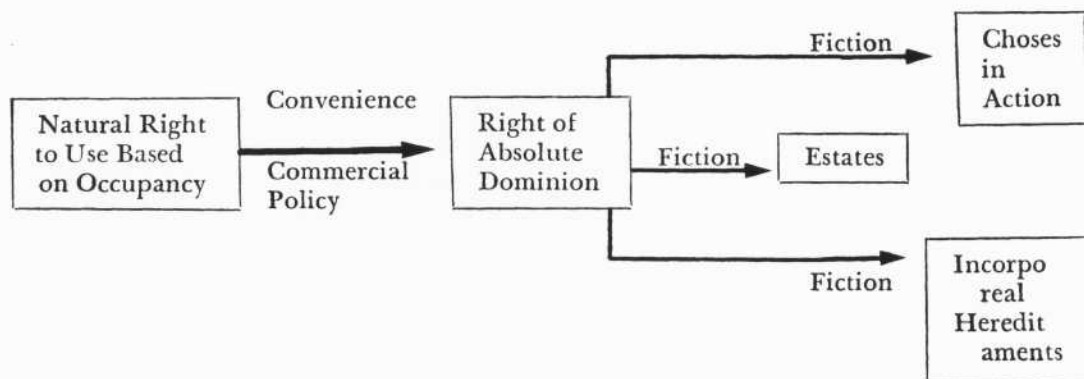 Natural Right
to Use Based
on Occupancy
Convenience
Commercial
Policy
Right of
Absolute
Dominion
Fiction
Choses
in
Action
Fiction
Estates
Fiction
Incorpo
real
Heredit
aments